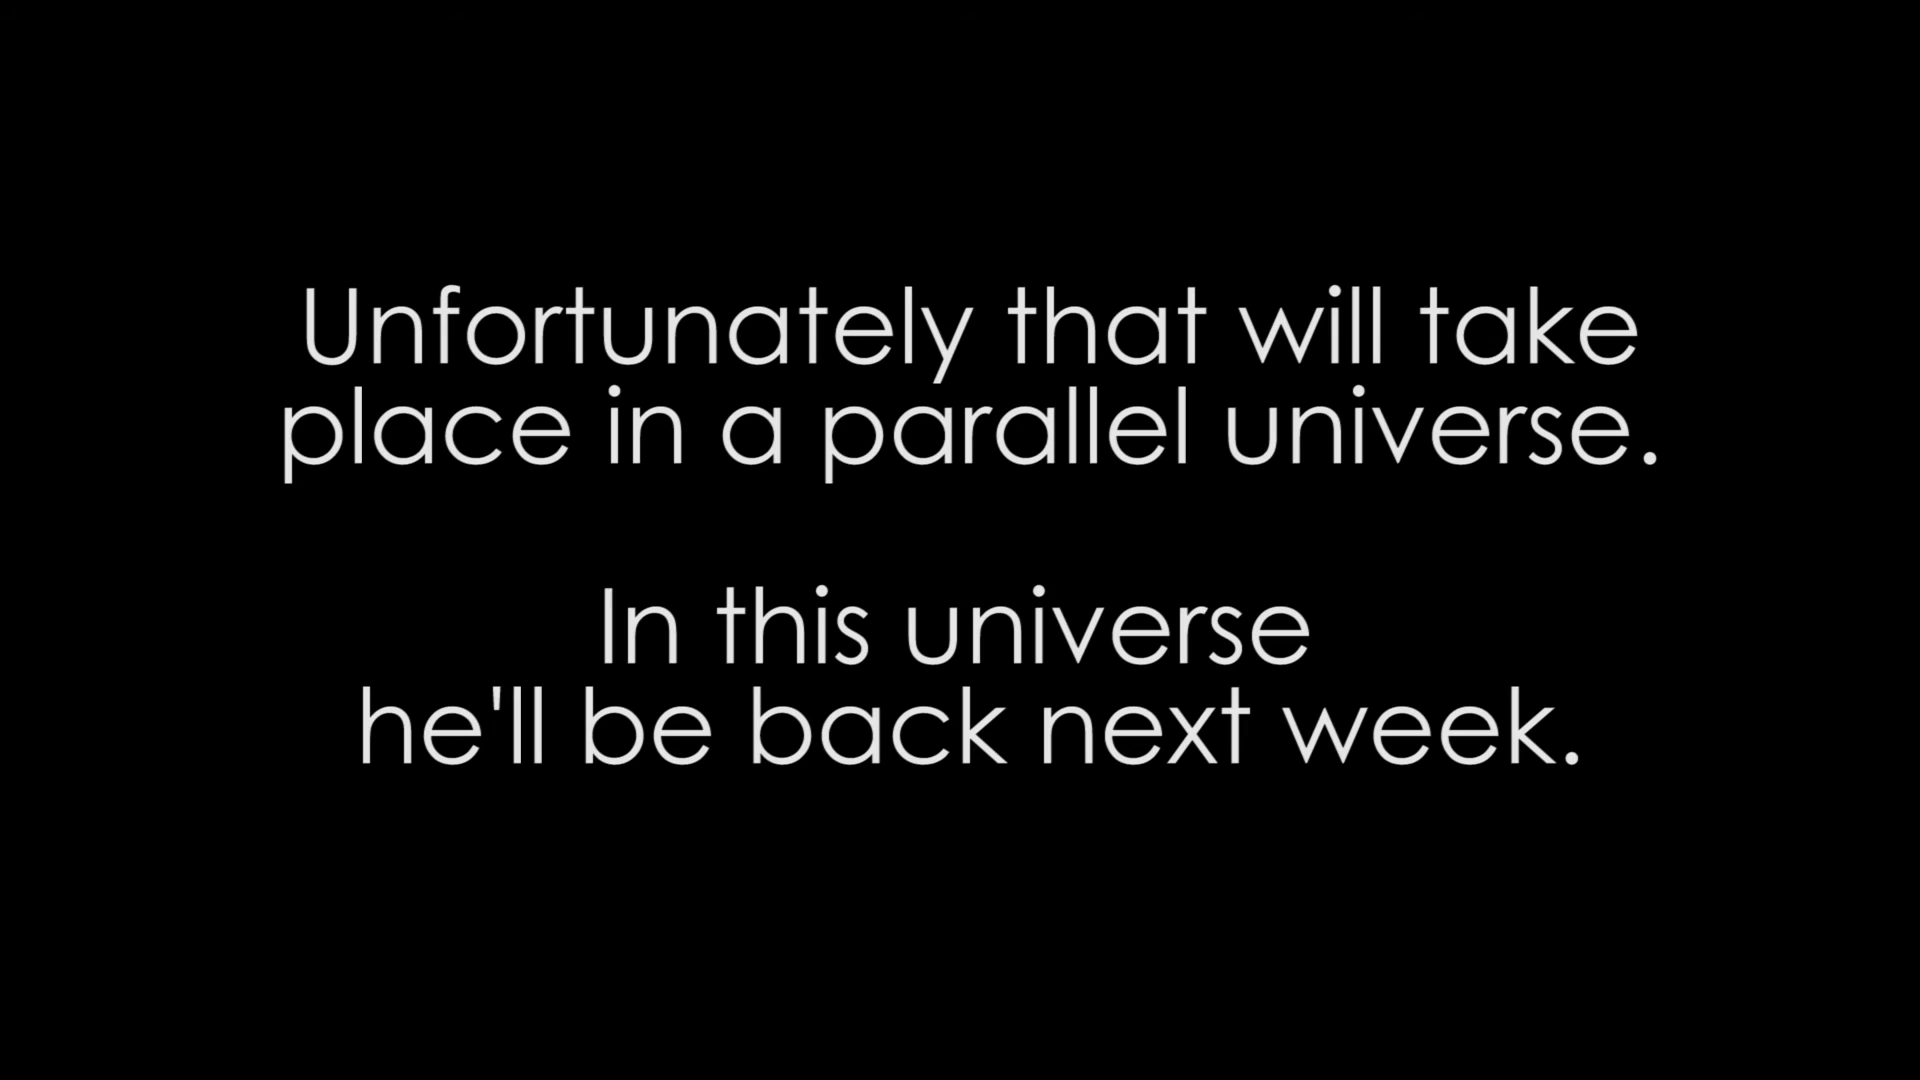 Unfortunately that will take
place in a parallel universe.
In this universe
he'll be back next week.